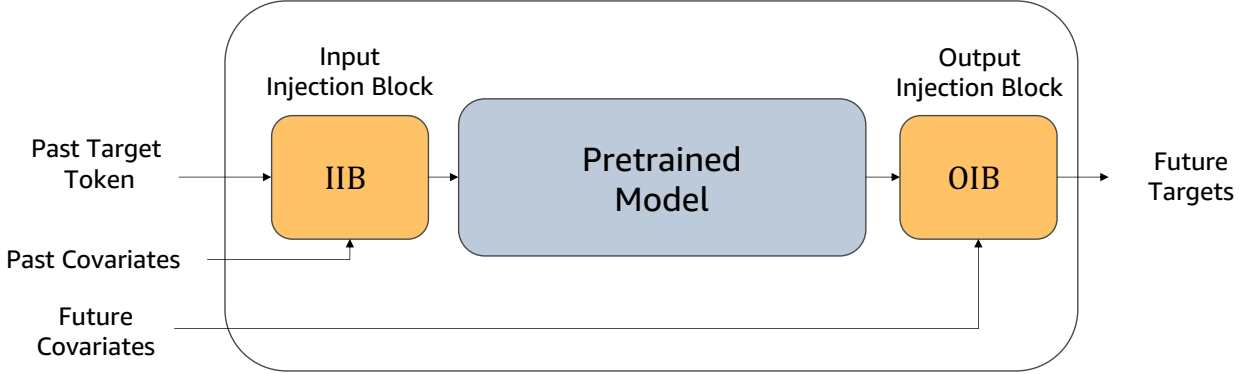 Input
Injection Block
Output
Injection Block
Past Target
Token
IIB
Pretrained
Model
OIB
Future
Targets
Past Covariates
Future
Covariates